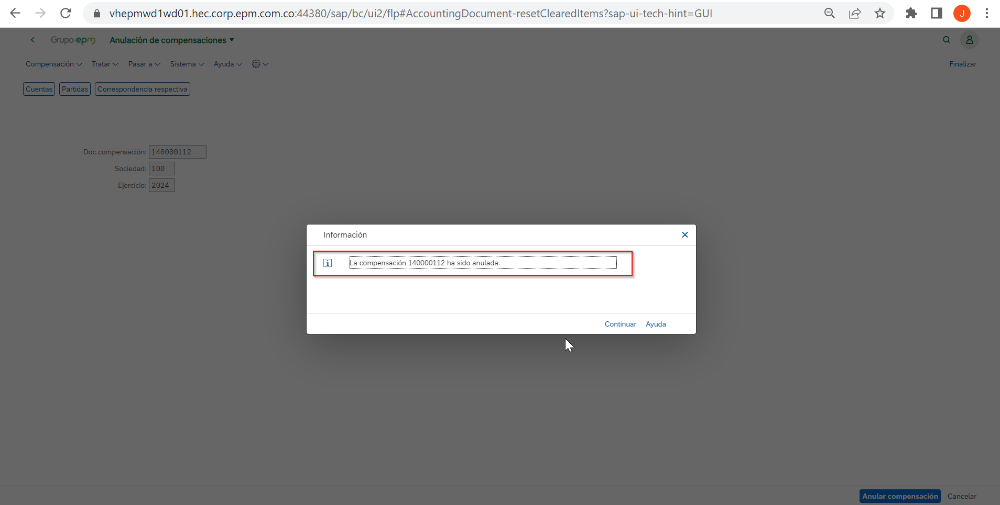 vhepmwd1wd01.hec.corp.epm.com.co:44380/sap/bc/ui2/flp#AccountingDocument-resetClearedItems?sap-ui-tech-hint=GUI
J
Grupo·epm
Anulación de compensaciones
Compensación Tratar Pasar a Sistema Ayuda Finalizar
Cuentas Partidas Correspondencia respectiva
Doc.compensación: 140000112
Sociedad: 100
Ejercicio: 2024
Información
La compensación 140000112 ha sido anulada.
Continuar Ayuda
Anular compensación Cancelar